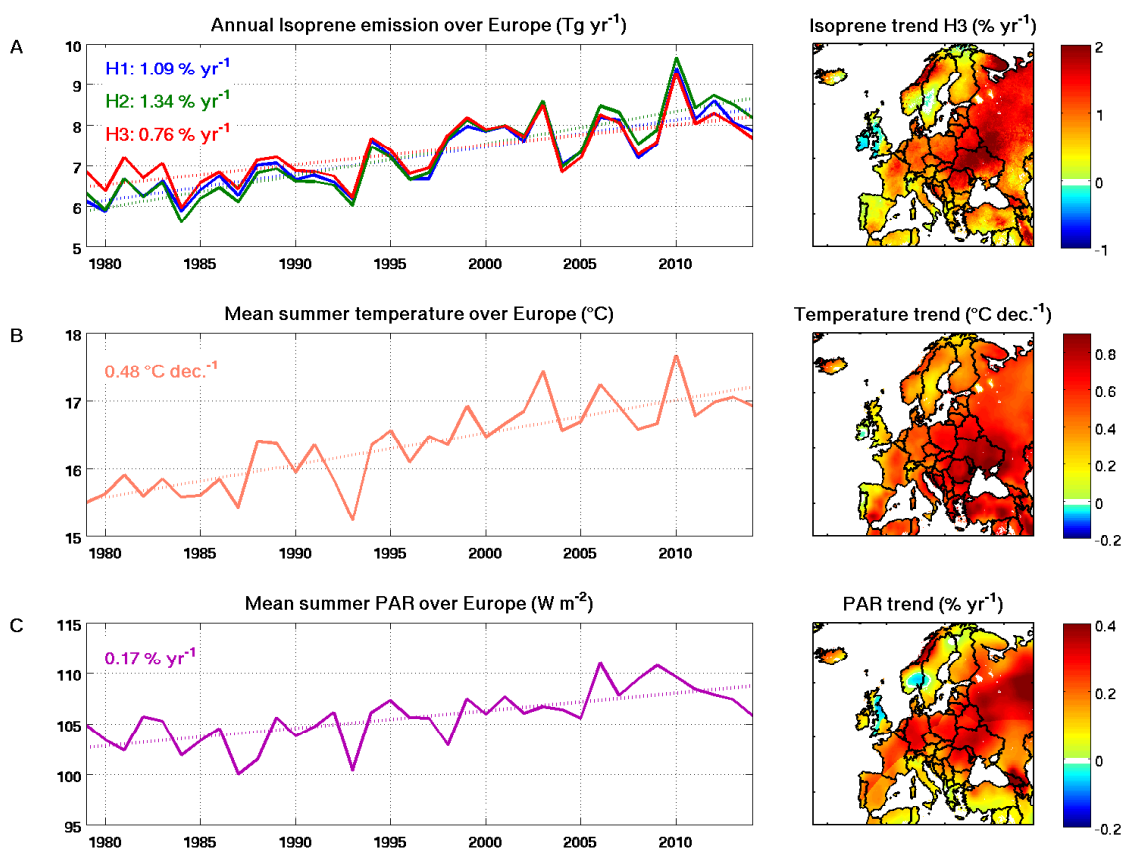 Annual Isoprene emission over Europe (Tg yr⁻¹)
Isoprene trend H3 (% yr⁻¹)
A
10
9
8
7
6
5
H1: 1.09 % yr⁻¹
H2: 1.34 % yr⁻¹
H3: 0.76 % yr⁻¹
1980 1985 1990 1995 2000 2005 2010
2
1
0
-1
Mean summer temperature over Europe (°C)
Temperature trend (°C dec.⁻¹)
B
18
17
16
15
0.48 °C dec.⁻¹
1980 1985 1990 1995 2000 2005 2010
0.8
0.6
0.4
0.2
0
-0.2
Mean summer PAR over Europe (W m⁻²)
PAR trend (% yr⁻¹)
C
115
110
105
100
95
0.17 % yr⁻¹
1980 1985 1990 1995 2000 2005 2010
0.4
0.2
0
-0.2